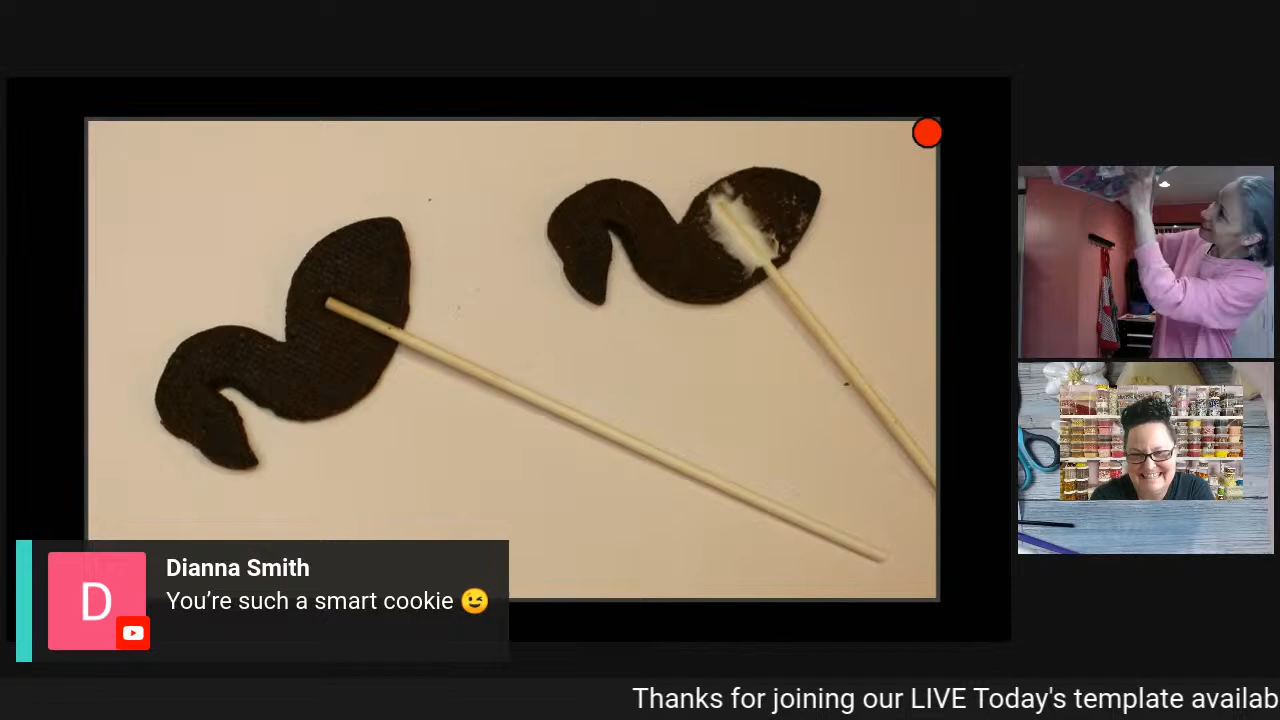 D
Dianna Smith
You’re such a smart cookie 😉
Thanks for joining our LIVE Today's template availab